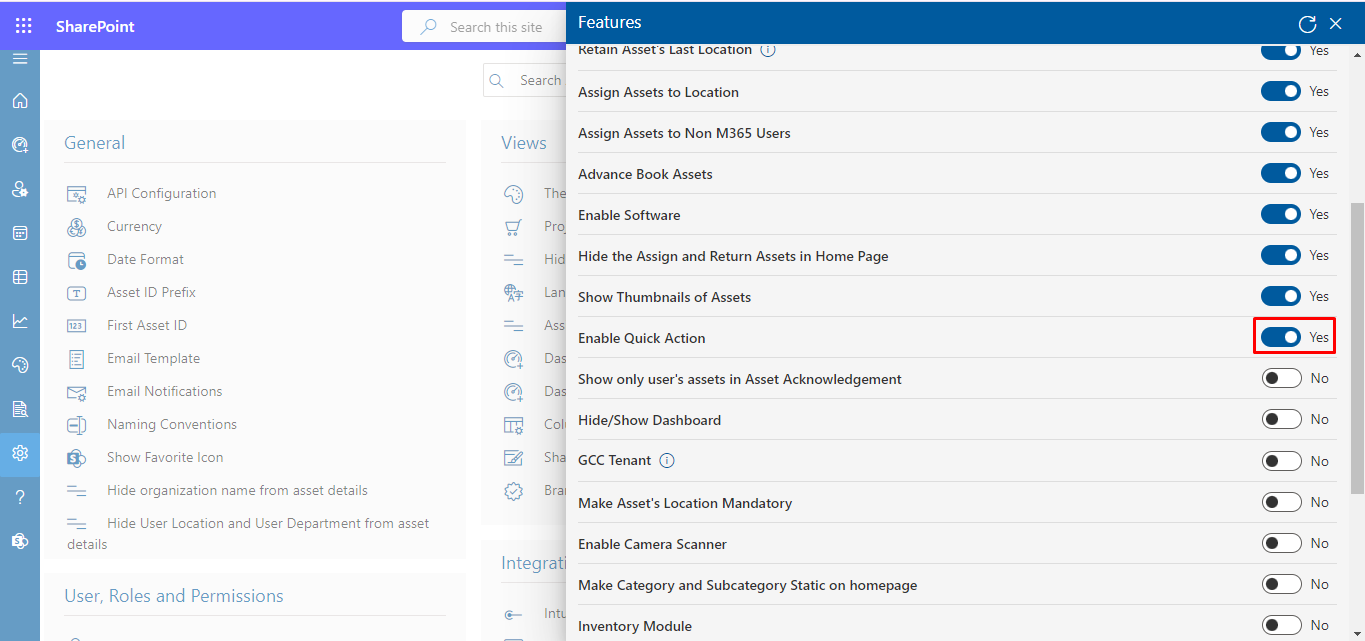 SharePoint
Search this site
Features
Search
General
API Configuration
Currency
Date Format
Asset ID Prefix
First Asset ID
Email Template
Email Notifications
Naming Conventions
Show Favorite Icon
Hide organization name from asset details
Hide User Location and User Department from asset
details
User, Roles and Permissions
Views
The
Proj
Hid
Lan
Ass
Das
Das
Col
Sha
Bra
Integrati
Intu
Retain Asset's Last Location Yes
Assign Assets to Location Yes
Assign Assets to Non M365 Users Yes
Advance Book Assets Yes
Enable Software Yes
Hide the Assign and Return Assets in Home Page Yes
Show Thumbnails of Assets Yes
Enable Quick Action Yes
Show only user's assets in Asset Acknowledgement No
Hide/Show Dashboard No
GCC Tenant No
Make Asset's Location Mandatory No
Enable Camera Scanner No
Make Category and Subcategory Static on homepage No
Inventory Module No